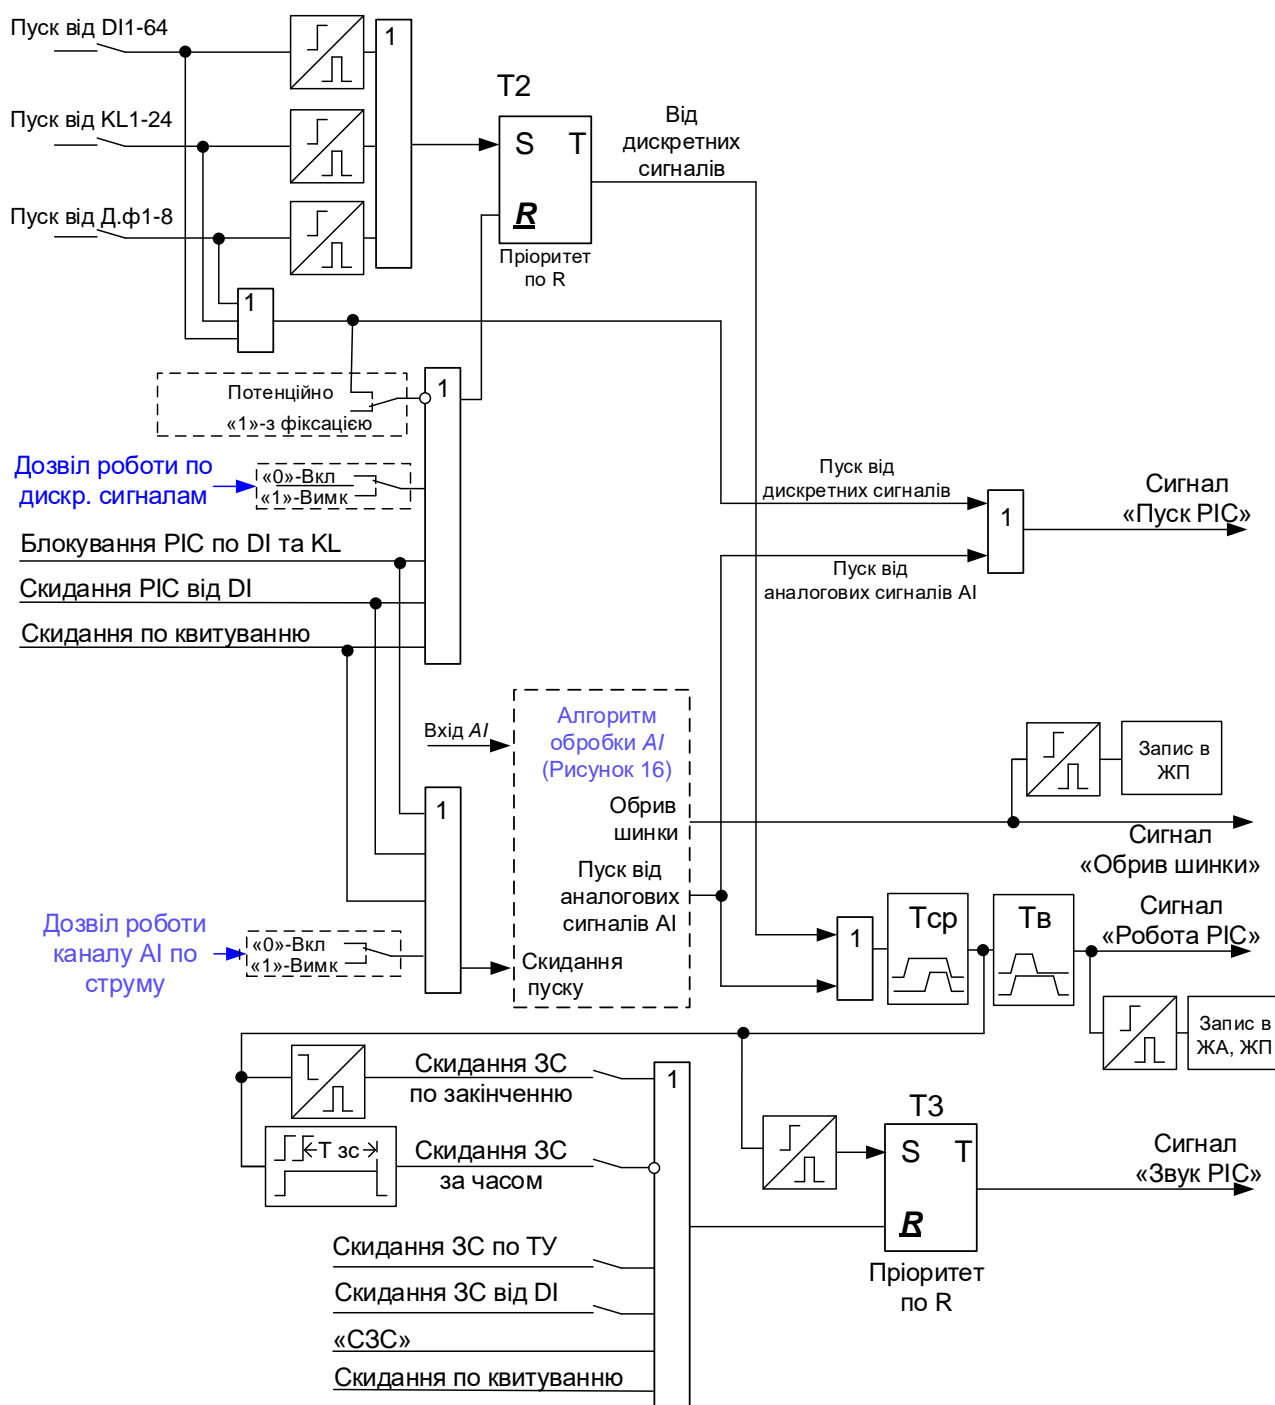 Пуск від DI1-64
1
T2
Пуск від KL1-24
S T
R
Від
дискретних
сигналів
Пуск від Д.ф1-8
Пріоритет
по R
1
Потенційно
«1»-з фіксацією
1
Дозвіл роботи по
дискр. сигналам
«0»-Вкл
«1»-Вимк
Пуск від
дискретних сигналів
1
Сигнал
«Пуск РІС»
Блокування РІС по DI та KL
Скидання РІС від DI
Пуск від
аналогових сигналів АІ
Скидання по квитуванню
Вхід AI
Алгоритм
обробки AI
(Рисунок 16)
Запис в
ЖП
1
Обрив
шинки
Сигнал
«Обрив шинки»
Пуск від
аналогових
сигналів АІ
Дозвіл роботи
каналу АІ по
струму
«0»-Вкл
«1»-Вимк
Скидання
пуску
1
Тср
Тв
Сигнал
«Робота РІС»
Запис в
ЖА, ЖП
Скидання ЗС
по закінченню
1
Т зс
Скидання ЗС
за часом
T3
S T
R
Сигнал
«Звук РІС»
Скидання ЗС по ТУ
Скидання ЗС від DI
Пріоритет
по R
«СЗС»
Скидання по квитуванню